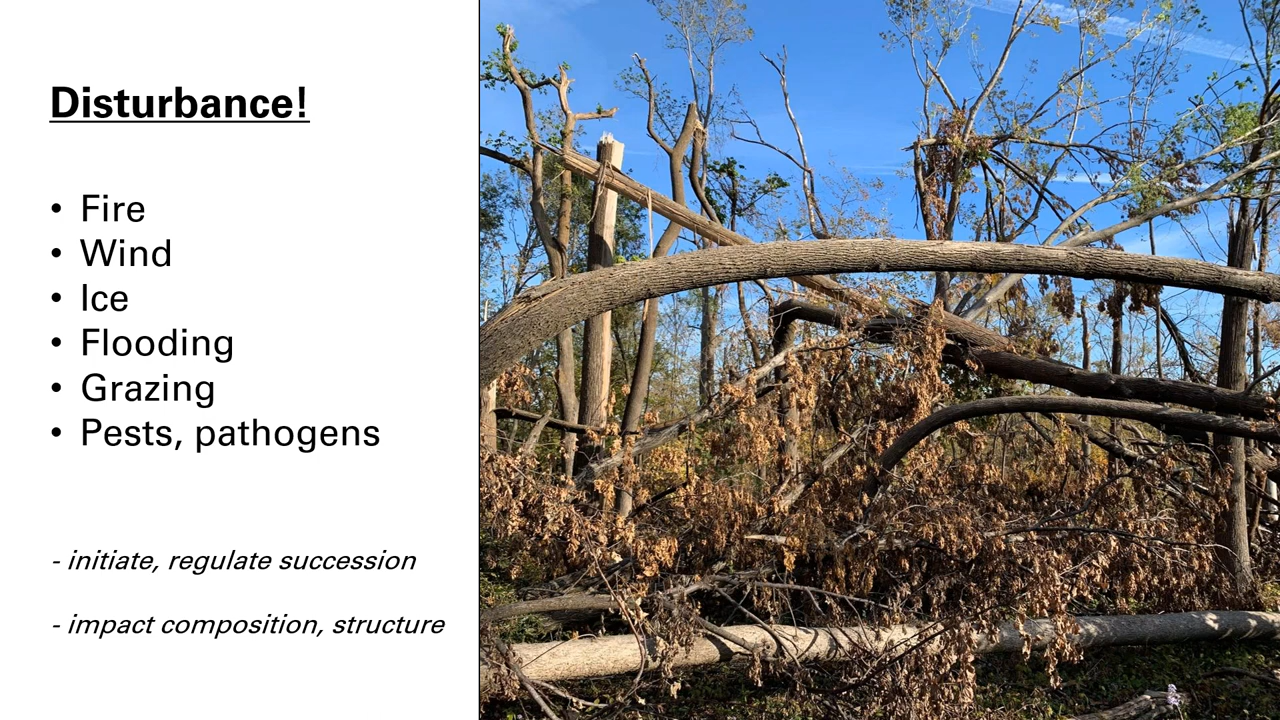 Disturbance!
• Fire
• Wind
• Ice
• Flooding
• Grazing
• Pests, pathogens
- initiate, regulate succession
- impact composition, structure